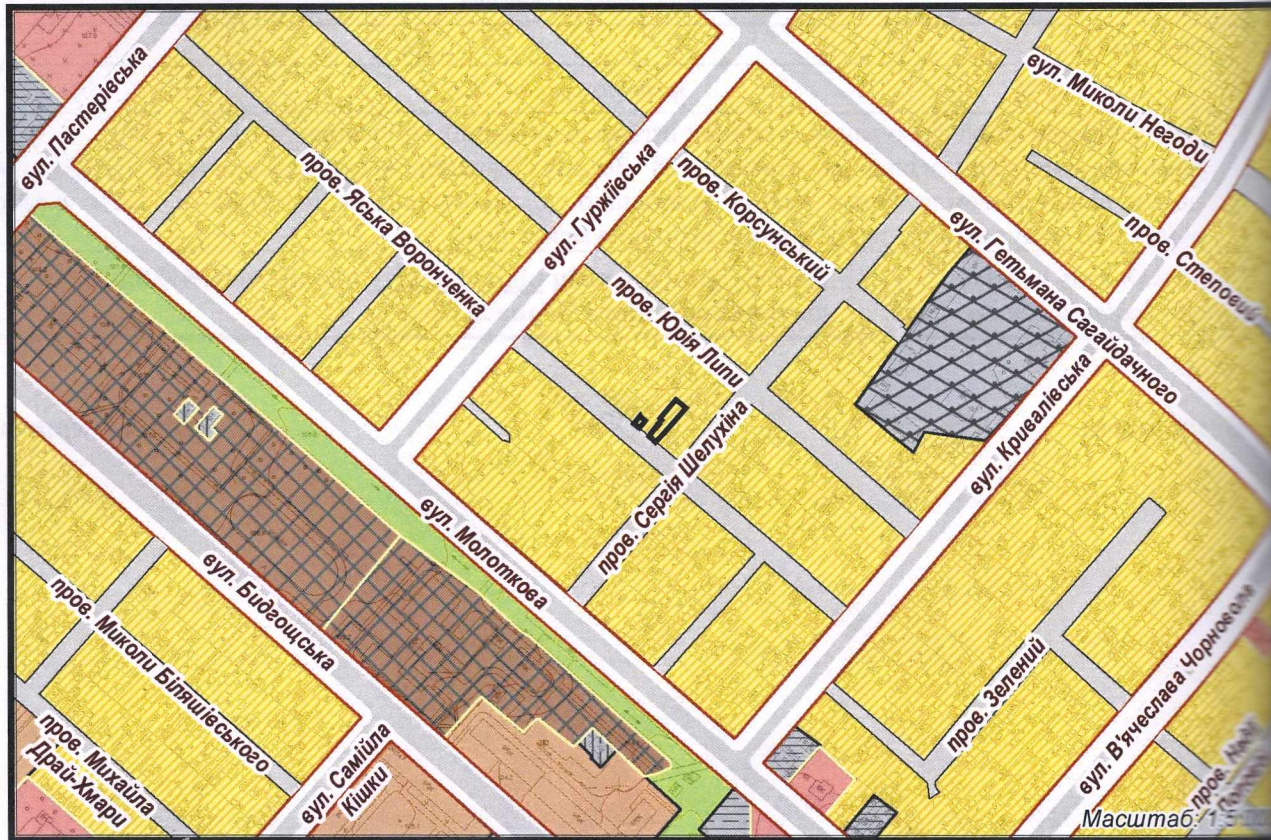 вул. Пастерівська
вул. Миколи Негоди
пров. Яська Воронченка
вул. Гуржіївська
пров. Корсунський
вул. Гетьмана Сагайдачного
пров. Степовий
пров. Юрія Липи
пров. Сергія Шелухіна
вул. Кривалівська
вул. Молоткова
вул. Бидгощська
пров. Миколи Біляшівського
пров. Михайла
Драй-Хмари
вул. Самійла
Кішки
пров. Зелений
вул. В'ячеслава Чорновола
пров.
Масштаб: